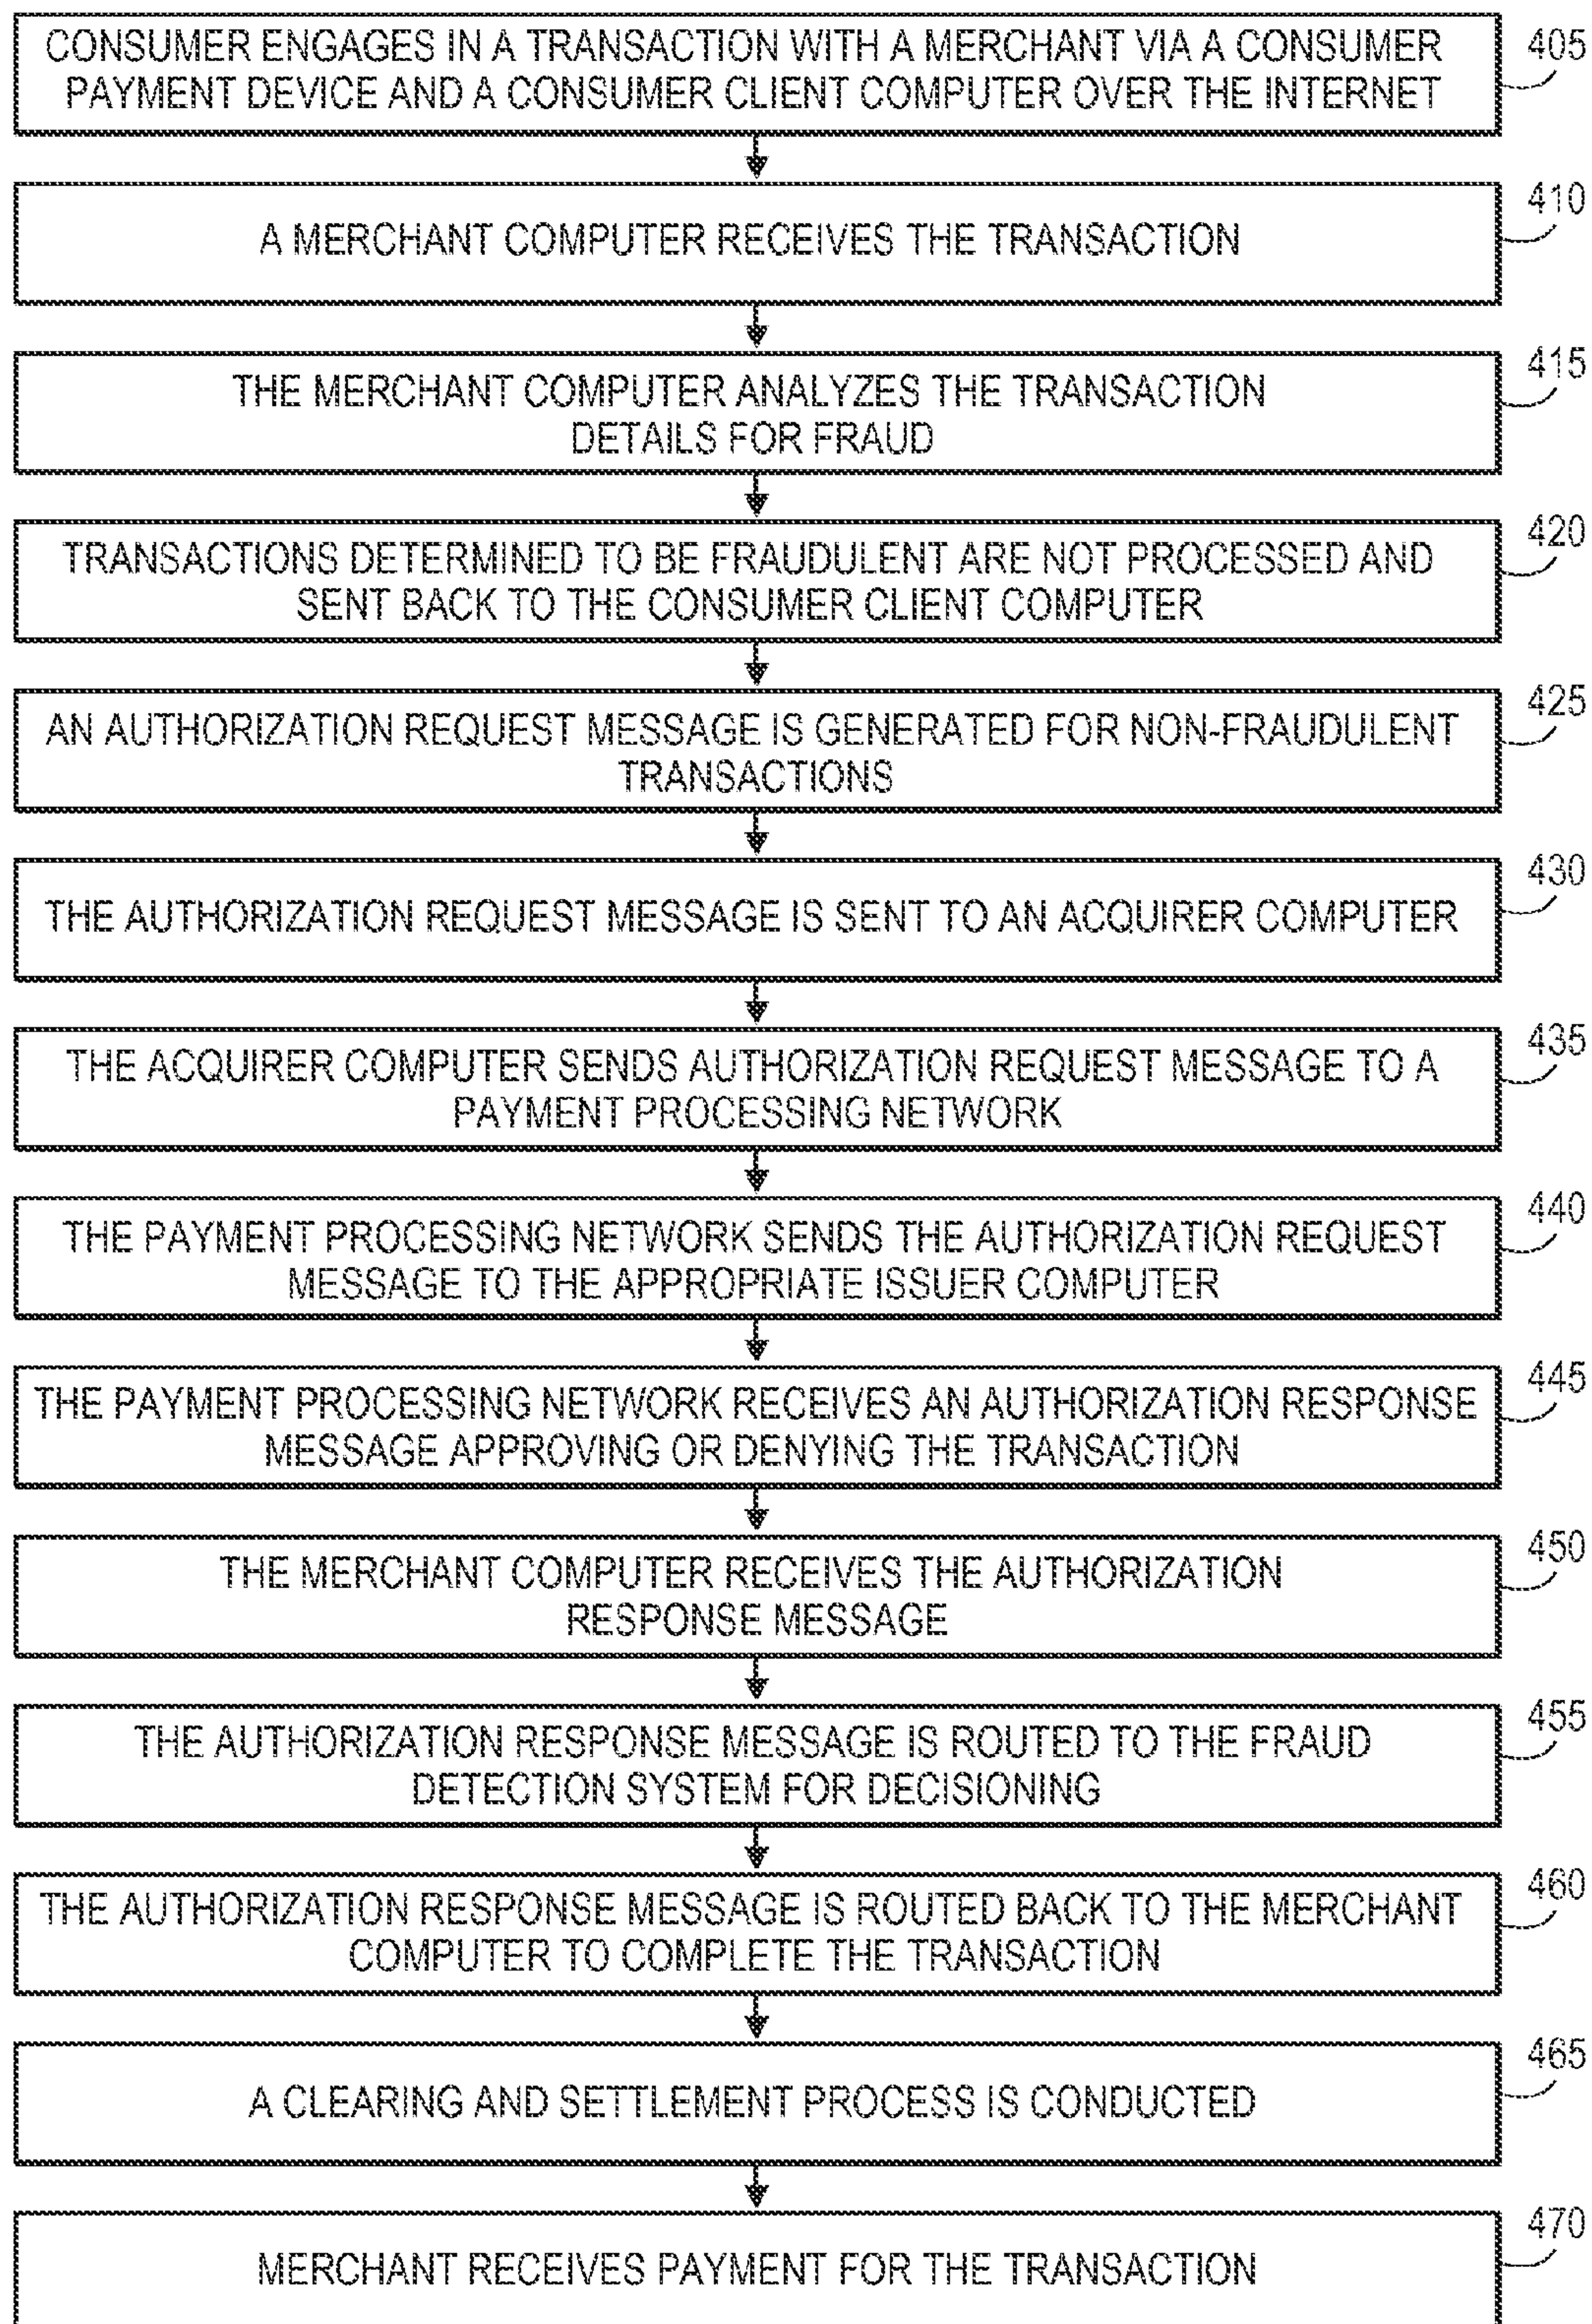 CONSUMER ENGAGES IN A TRANSACTION WITH A MERCHANT VIA A CONSUMER
PAYMENT DEVICE AND A CONSUMER CLIENT COMPUTER OVER THE INTERNET
405
A MERCHANT COMPUTER RECEIVES THE TRANSACTION
410
THE MERCHANT COMPUTER ANALYZES THE TRANSACTION
DETAILS FOR FRAUD
415
TRANSACTIONS DETERMINED TO BE FRAUDULENT ARE NOT PROCESSED AND
SENT BACK TO THE CONSUMER CLIENT COMPUTER
420
AN AUTHORIZATION REQUEST MESSAGE IS GENERATED FOR NON-FRAUDULENT
TRANSACTIONS
425
THE AUTHORIZATION REQUEST MESSAGE IS SENT TO AN ACQUIRER COMPUTER
430
THE ACQUIRER COMPUTER SENDS AUTHORIZATION REQUEST MESSAGE TO A
PAYMENT PROCESSING NETWORK
435
THE PAYMENT PROCESSING NETWORK SENDS THE AUTHORIZATION REQUEST
MESSAGE TO THE APPROPRIATE ISSUER COMPUTER
440
THE PAYMENT PROCESSING NETWORK RECEIVES AN AUTHORIZATION RESPONSE
MESSAGE APPROVING OR DENYING THE TRANSACTION
445
THE MERCHANT COMPUTER RECEIVES THE AUTHORIZATION
RESPONSE MESSAGE
450
THE AUTHORIZATION RESPONSE MESSAGE IS ROUTED TO THE FRAUD
DETECTION SYSTEM FOR DECISIONING
455
THE AUTHORIZATION RESPONSE MESSAGE IS ROUTED BACK TO THE MERCHANT
COMPUTER TO COMPLETE THE TRANSACTION
460
A CLEARING AND SETTLEMENT PROCESS IS CONDUCTED
465
MERCHANT RECEIVES PAYMENT FOR THE TRANSACTION
470